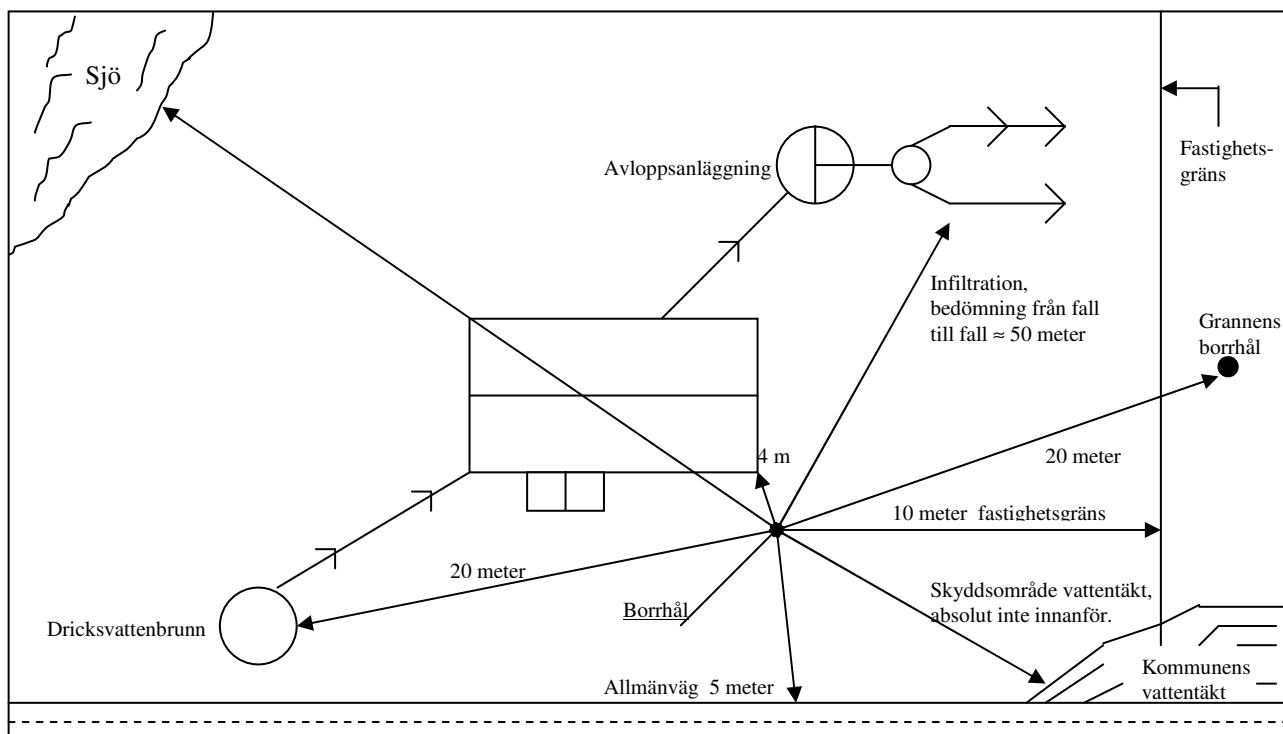 Sjö
Avloppsanläggning
Fastighets-
gräns
Infiltration,
bedömning från fall
till fall ≈ 50 meter
Grannens
borrhål
4 m
20 meter
10 meter fastighetsgräns
20 meter
Skyddsområde vattentäkt,
absolut inte innanför.
Borrhål
Dricksvattenbrunn
Kommunens
vattentäkt
Allmänväg 5 meter